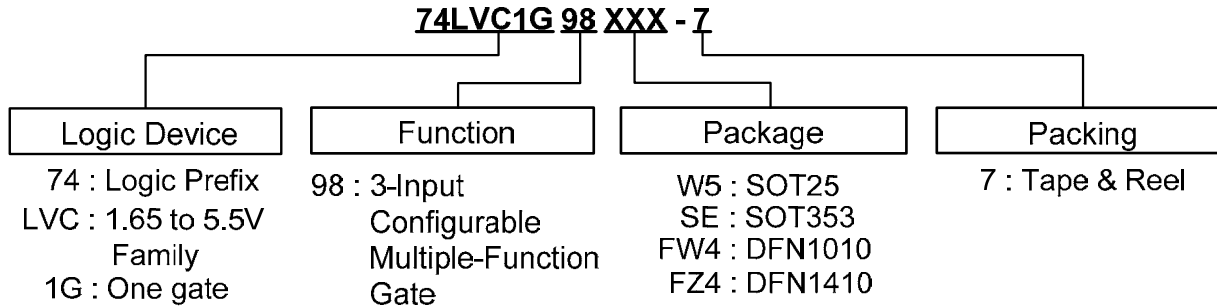 74LVC1G 98 XXX - 7
Logic Device
74 : Logic Prefix
LVC : 1.65 to 5.5V
Family
1G : One gate
Function
98 : 3-Input
Configurable
Multiple-Function
Gate
Package
W5 : SOT25
SE : SOT353
FW4 : DFN1010
FZ4 : DFN1410
Packing
7 : Tape & Reel